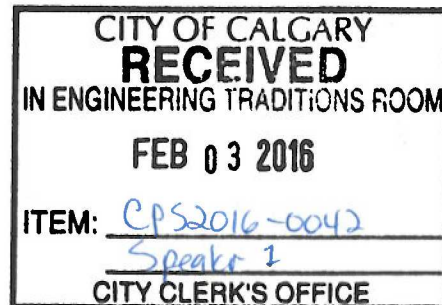 CITY OF CALGARY
RECEIVED
IN ENGINEERING TRADITIONS ROOM
FEB 03 2016
ITEM: CPS2016-0042
Speaker 1
CITY CLERK'S OFFICE